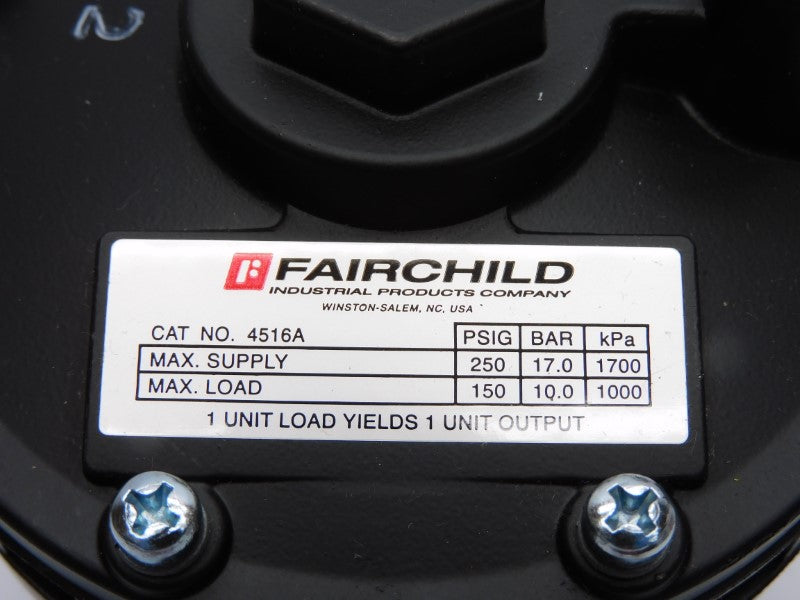 2
FAIRCHILD
INDUSTRIAL PRODUCTS COMPANY
WINSTON-SALEM, NC, USA
CAT NO. 4516A PSIG BAR kPa
MAX. SUPPLY 250 17.0 1700
MAX. LOAD 150 10.0 1000
1 UNIT LOAD YIELDS 1 UNIT OUTPUT